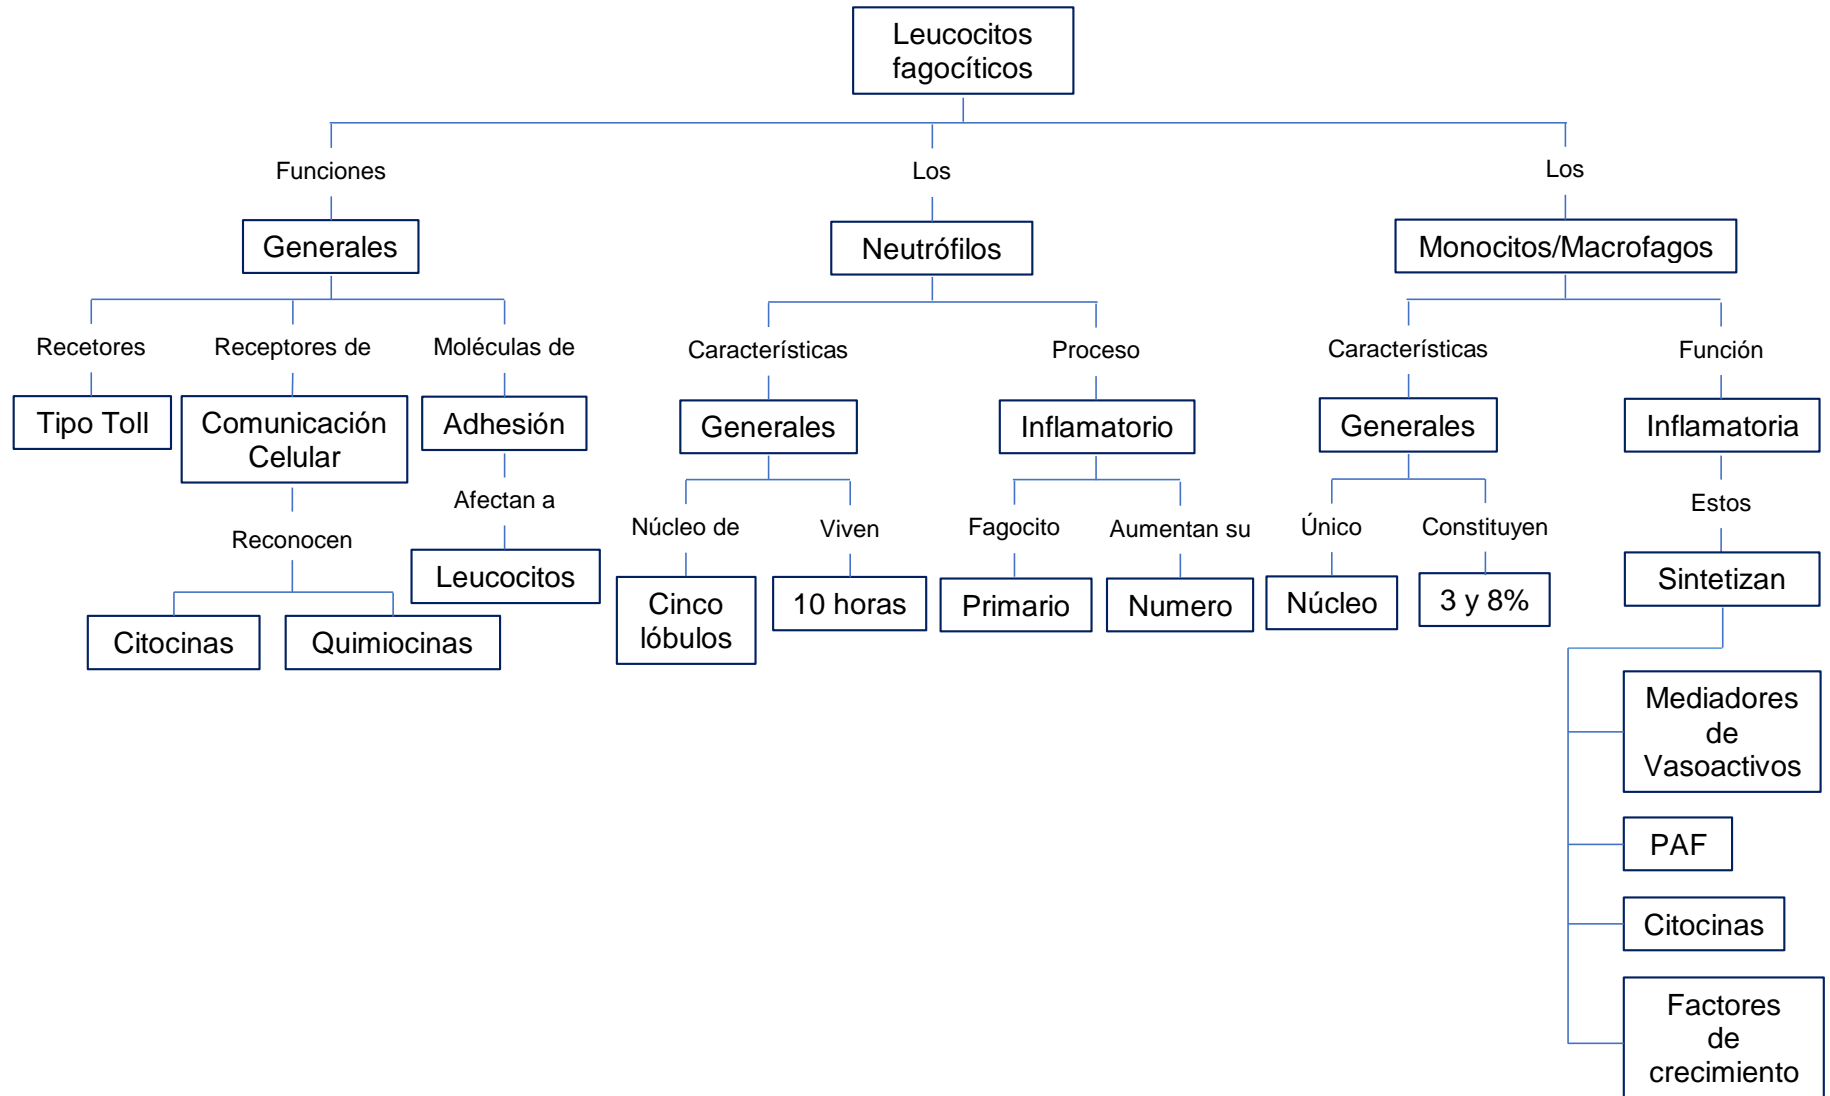 Leucocitos
fagocíticos
Funciones
Los
Los
Generales
Neutrófilos
Monocitos/Macrofagos
Recetores
Receptores de
Moléculas de
Características
Proceso
Características
Función
Tipo Toll
Comunicación
Celular
Adhesión
Generales
Inflamatorio
Generales
Inflamatoria
Reconocen
Afectan a
Núcleo de
Viven
Fagocito
Aumentan su
Único
Constituyen
Estos
Citocinas
Quimiocinas
Leucocitos
Cinco
lóbulos
10 horas
Primario
Numero
Núcleo
3 y 8%
Sintetizan
Mediadores
de
Vasoactivos
PAF
Citocinas
Factores
de
crecimiento